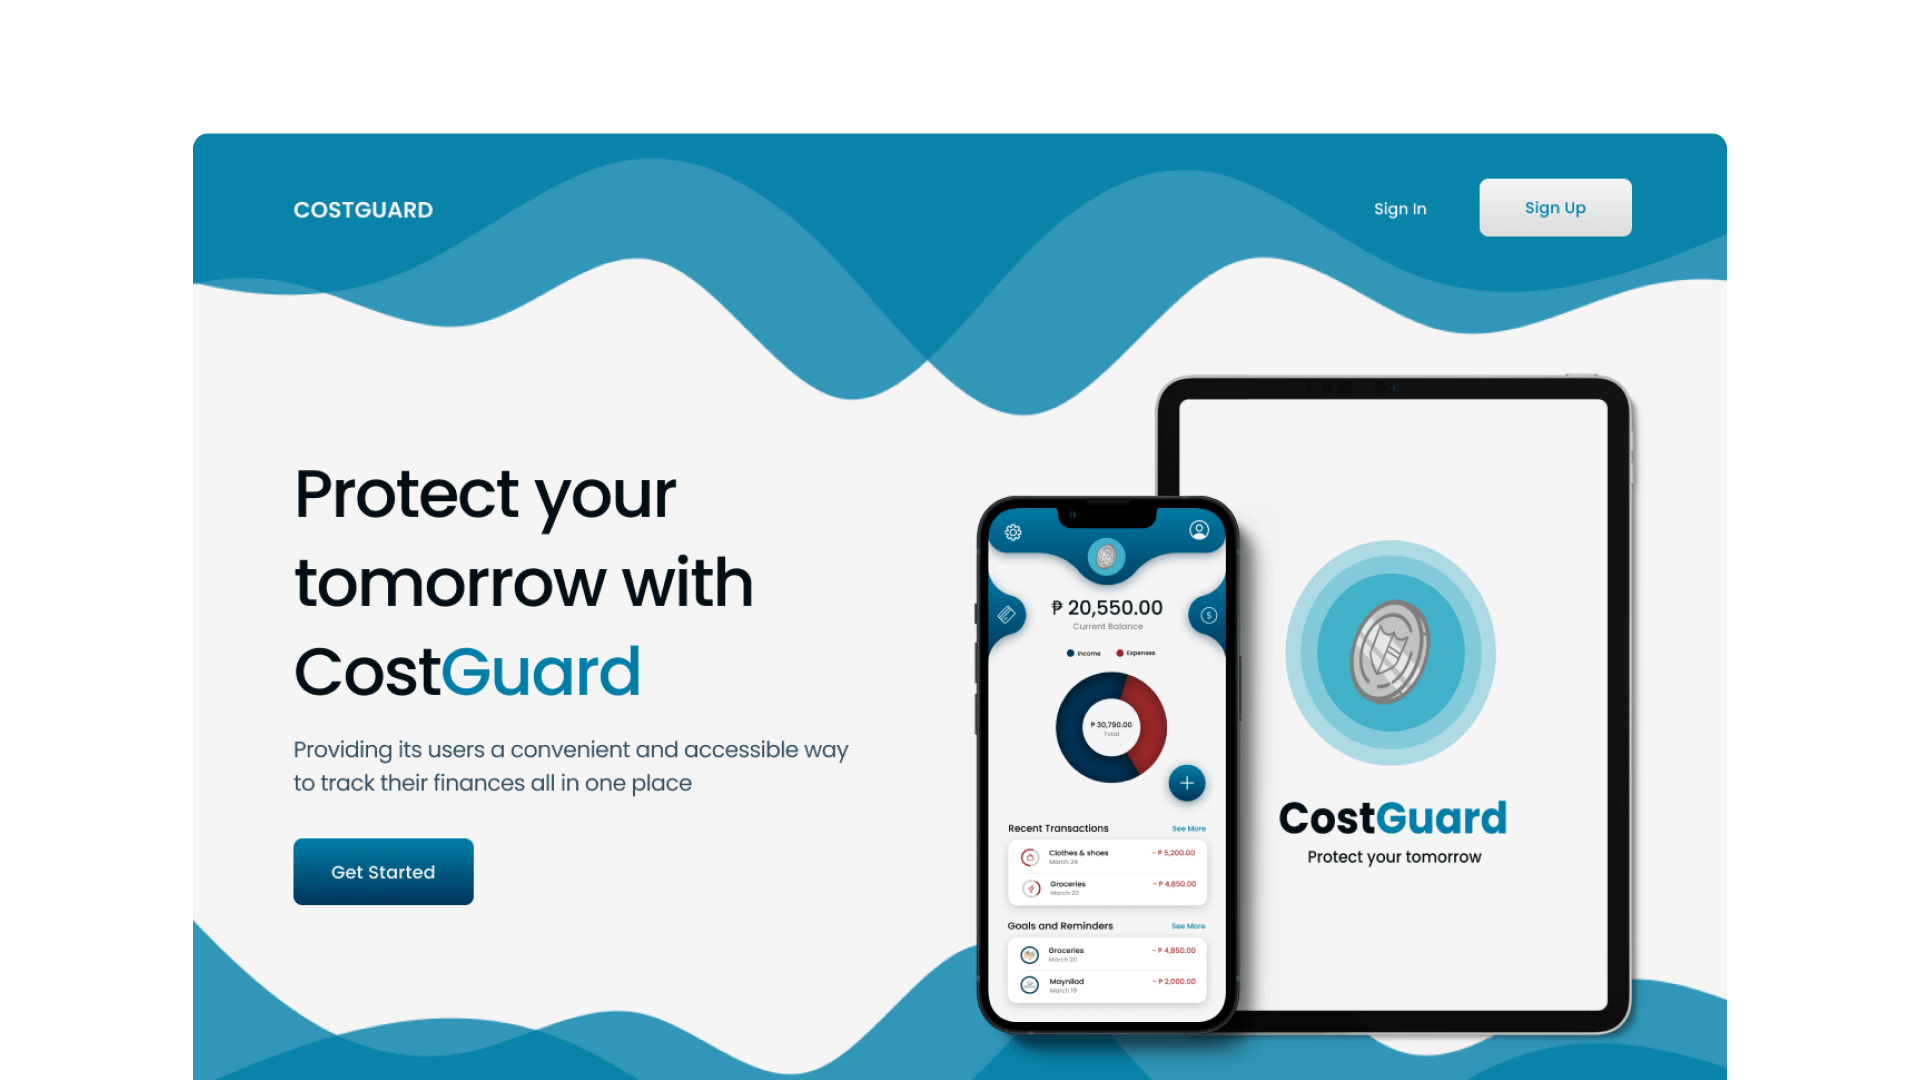 COSTGUARD
Sign In
Sign Up
Protect your
tomorrow with
CostGuard
Providing its users a convenient and accessible way
to track their finances all in one place
Get Started
₱ 20,550.00
Current Balance
Income
Expenses
₱ 30,790.00
Total
Recent Transactions
See More
Clothes & shoes
- ₱ 5,200.00
March 24
Groceries
- ₱ 4,850.00
March 20
Goals and Reminders
See More
Groceries
- ₱ 4,850.00
March 20
Maynilad
- ₱ 2,000.00
March 19
CostGuard
Protect your tomorrow